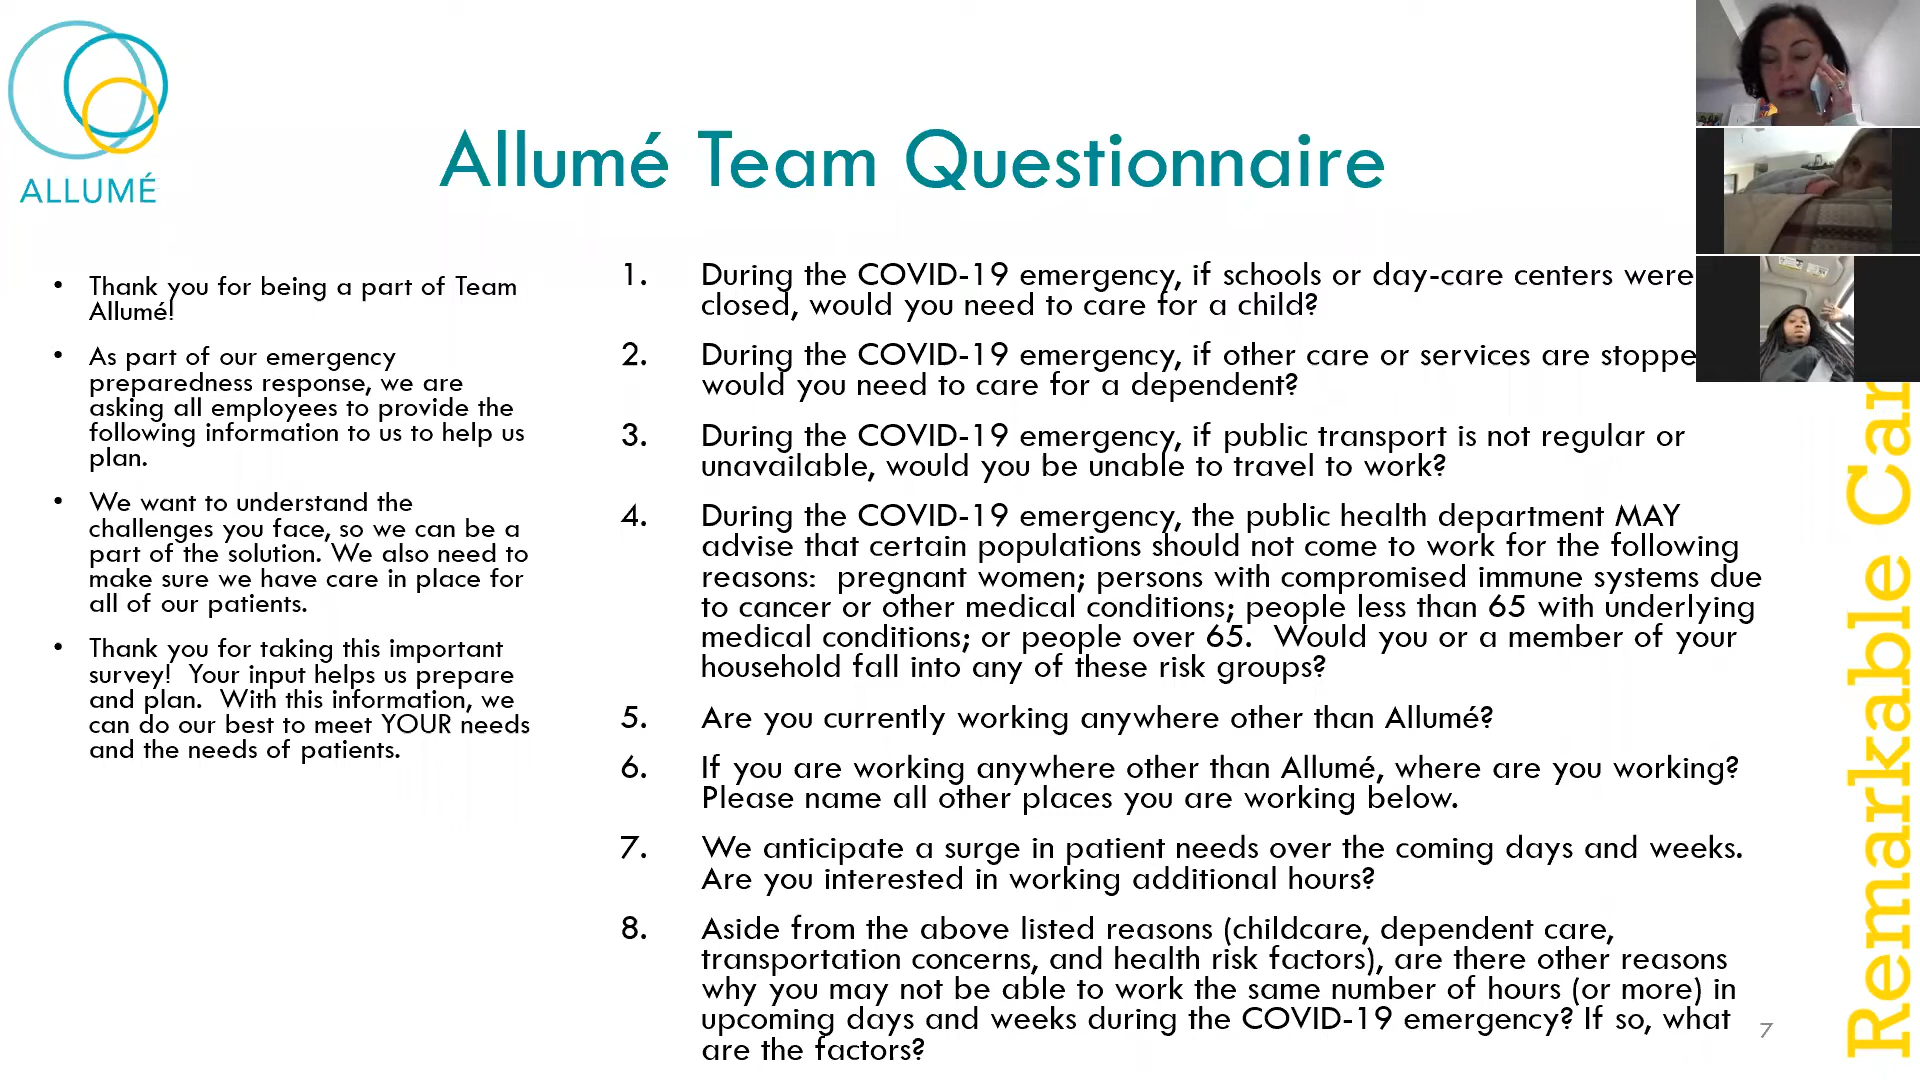 ALLUMÉ
Allumé Team Questionnaire
• Thank you for being a part of Team
Allumé!
• As part of our emergency
preparedness response, we are
asking all employees to provide the
following information to us to help us
plan.
• We want to understand the
challenges you face, so we can be a
part of the solution. We also need to
make sure we have care in place for
all of our patients.
• Thank you for taking this important
survey!  Your input helps us prepare
and plan.  With this information, we
can do our best to meet YOUR needs
and the needs of patients.
1. During the COVID-19 emergency, if schools or day-care centers were
closed, would you need to care for a child?
2. During the COVID-19 emergency, if other care or services are stoppe
would you need to care for a dependent?
3. During the COVID-19 emergency, if public transport is not regular or
unavailable, would you be unable to travel to work?
4. During the COVID-19 emergency, the public health department MAY
advise that certain populations should not come to work for the following
reasons:  pregnant women; persons with compromised immune systems due
to cancer or other medical conditions; people less than 65 with underlying
medical conditions; or people over 65.  Would you or a member of your
household fall into any of these risk groups?
5. Are you currently working anywhere other than Allumé?
6. If you are working anywhere other than Allumé, where are you working?
Please name all other places you are working below.
7. We anticipate a surge in patient needs over the coming days and weeks.
Are you interested in working additional hours?
8. Aside from the above listed reasons (childcare, dependent care,
transportation concerns, and health risk factors), are there other reasons
why you may not be able to work the same number of hours (or more) in
upcoming days and weeks during the COVID-19 emergency? If so, what
are the factors?
7
Remarkable Car